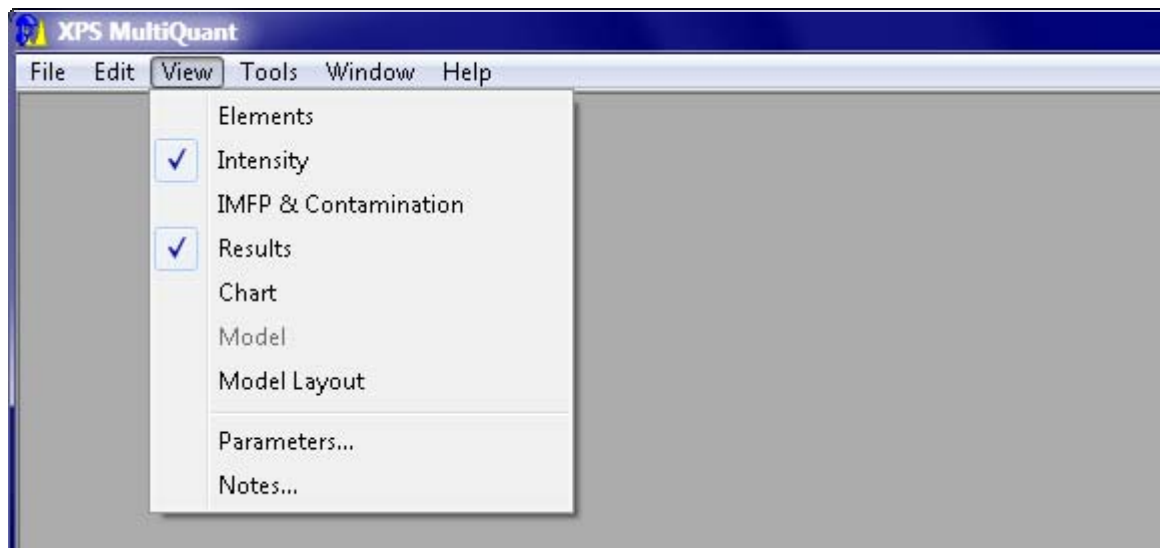 XPS MultiQuant
File Edit View Tools Window Help
Elements
Intensity
IMFP & Contamination
Results
Chart
Model
Model Layout
Parameters...
Notes...